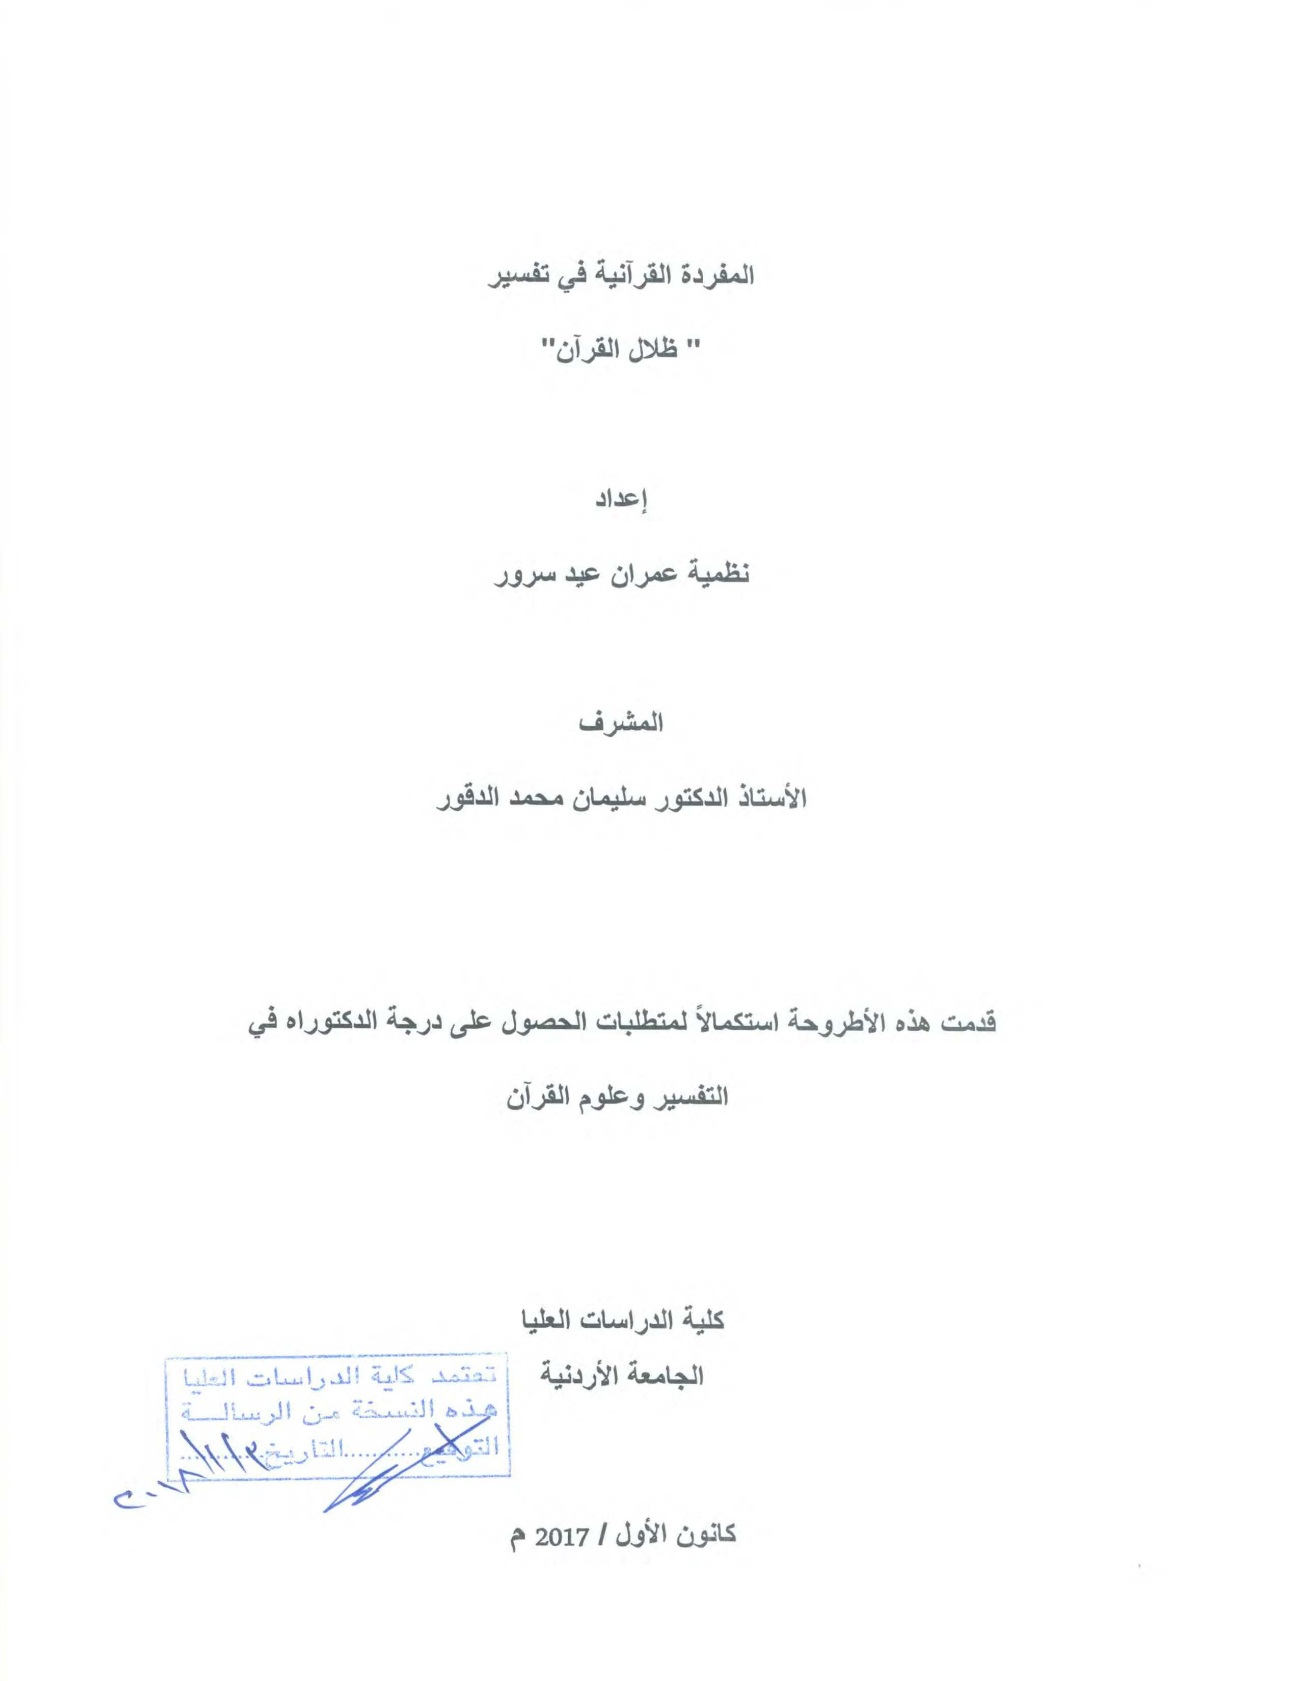 المفردة القرآنية في تفسير
" ظلال القرآن"
إعداد
نظمية عمران عيد سرور
المشرف
الأستاذ الدكتور سليمان محمد الدقور
قدمت هذه الأطروحة استكمالاً لمتطلبات الحصول على درجة الدكتوراه في
التفسير وعلوم القرآن
كلية الدراسات العليا
الجامعة الأردنية
تعتمد كلية الدراسات العليا
هذه النسخة من الرسالــة
التوقيع...........التاريخ...........
كانون الأول / 2017 م